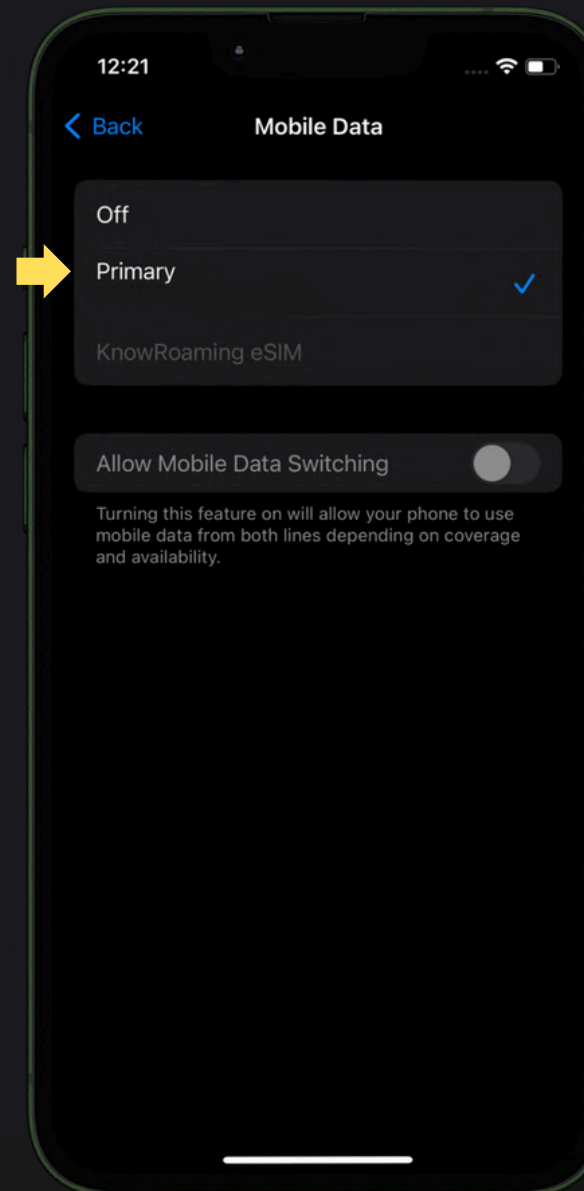 12:21
Back
Mobile Data
Off
Primary
KnowRoaming eSIM
Allow Mobile Data Switching
Turning this feature on will allow your phone to use
mobile data from both lines depending on coverage
and availability.